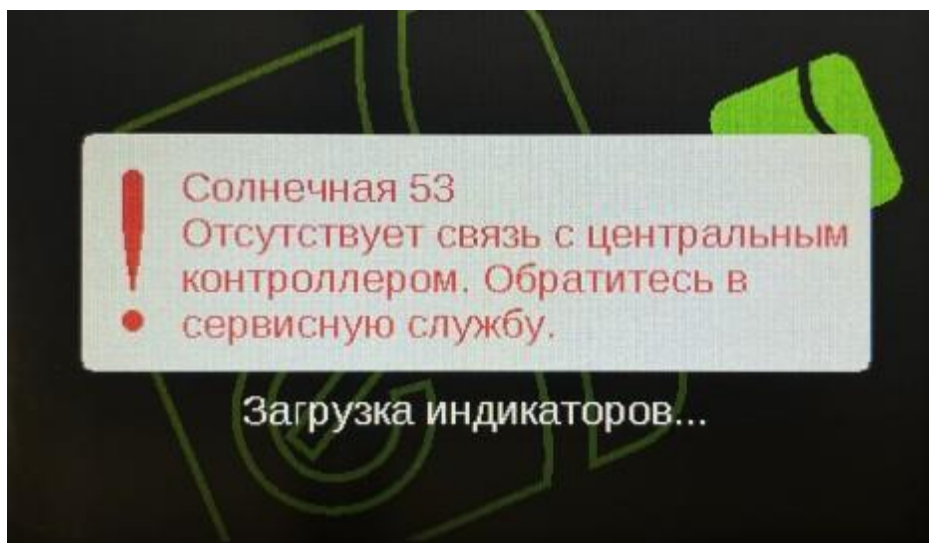 Солнечная 53
Отсутствует связь с центральным
контроллером. Обратитесь в
сервисную службу.
Загрузка индикаторов...